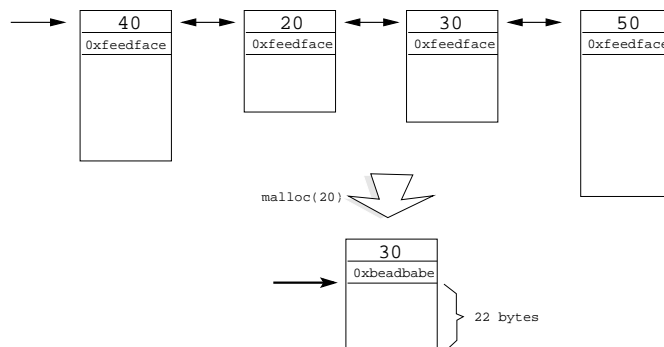 40
20
30
50
0xfeedface
0xfeedface
0xfeedface
0xfeedface
malloc(20)
30
0xbeadbabe
22 bytes